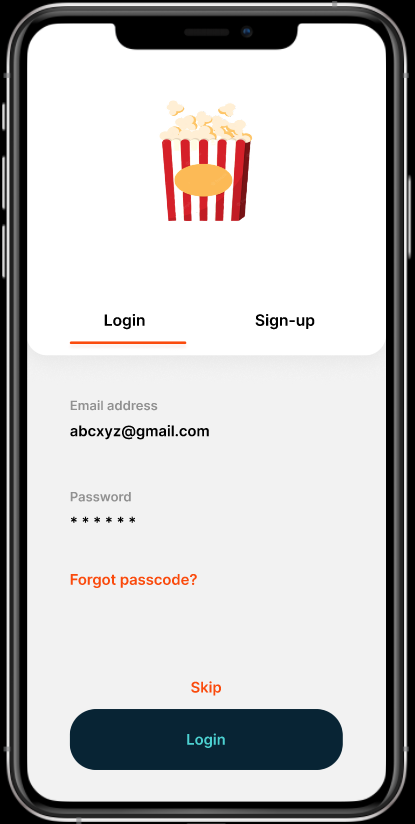 Login
Sign-up
Email address
abcxyz@gmail.com
Password
* * * * * *
Forgot passcode?
Skip
Login